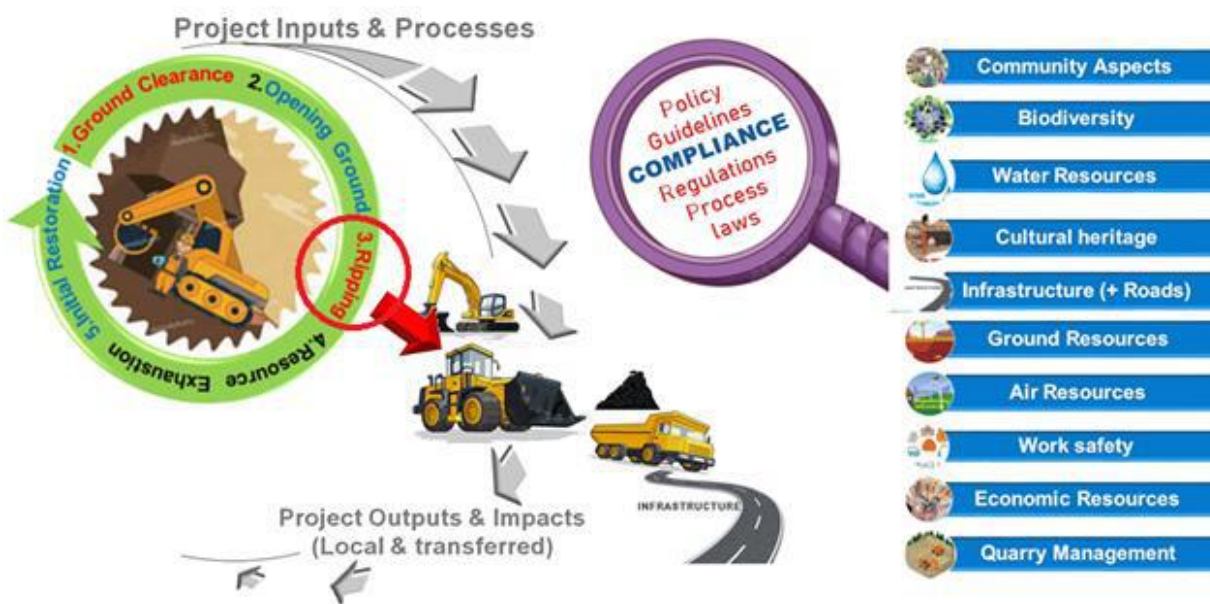 Project Inputs & Processes
1.Ground Clearance
2.Opening Ground
3.Ripping
4.Resource Exhaustion
5.Initial Restoration
Policy
Guidelines
COMPLIANCE
Regulations
Process
laws
INFRASTRUCTURE
Project Outputs & Impacts
(Local & transferred)
Community Aspects
Biodiversity
Water Resources
Cultural heritage
Infrastructure (+ Roads)
Ground Resources
Air Resources
Work safety
Economic Resources
Quarry Management